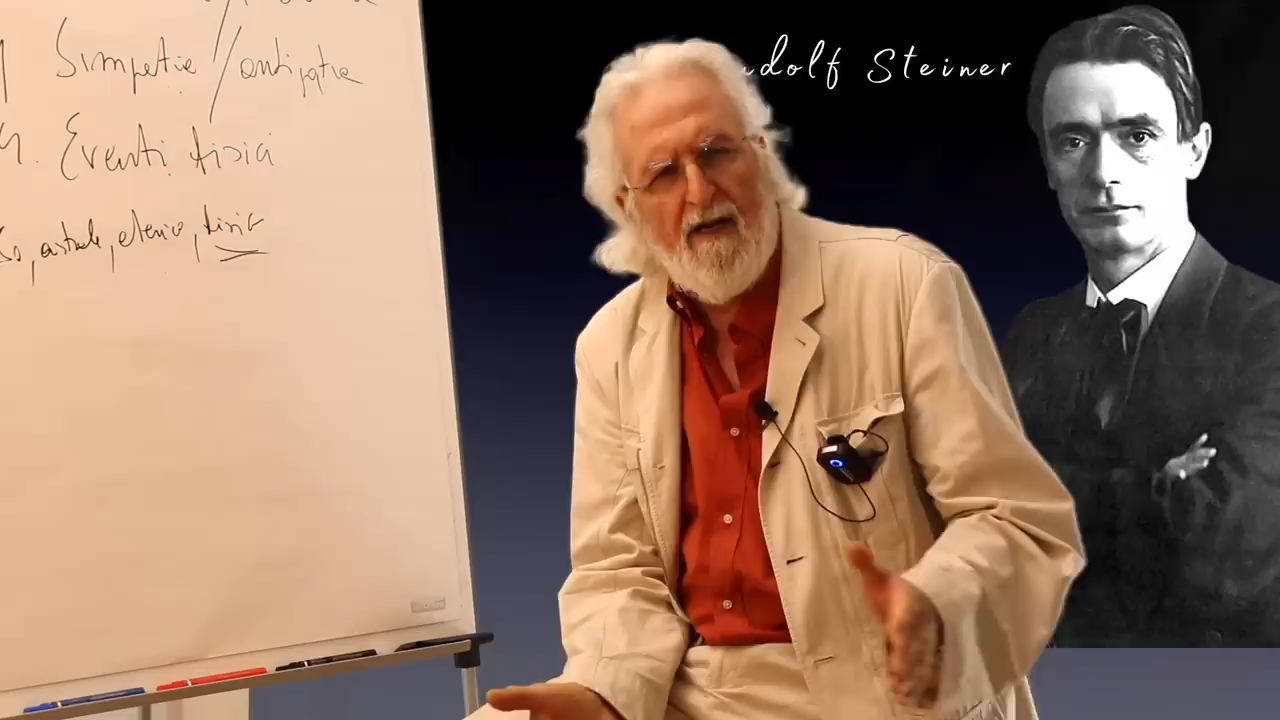 Simpatie / antipatie
4. Eventi fisici
astrale, eterico, fisico
udolf Steiner